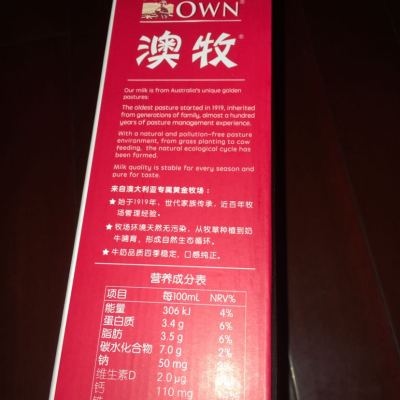 OWN®
澳牧®
Our milk is from Australia's unique golden
pastures:
The oldest pasture started in 1919, inherited
from generations of family, almost a hundred
years of pasture management experience.
With a natural and pollution-free pasture
environment, from grass planting to cow
feeding, the natural ecological cycle has
been farmed.
Milk quality is stable for every season and
pure for taste.
来自澳大利亚专属黄金牧场：
★始于1919年、世代家族传承，近百年牧
场管理经验。
★牧场环境天然无污染，从牧草种植到奶
牛哺育，形成自然生态循环。
★牛奶品质四季稳定，口感纯正。
营养成分表
项目 每100mL NRV%
能量 306 kJ 4%
蛋白质 3.4 g 6%
脂肪 3.5 g 6%
碳水化合物 7.0 g 2%
钠 50 mg
维生素D 2.0 μg
钙 110 mg